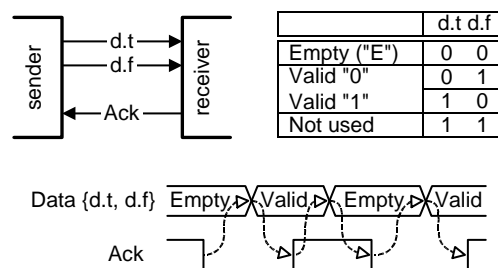 sender
d.t
d.f
Ack
receiver
d.t d.f
Empty ("E") 0 0
Valid "0" 0 1
Valid "1" 1 0
Not used 1 1
Data {d.t, d.f} Empty Valid Empty Valid
Ack